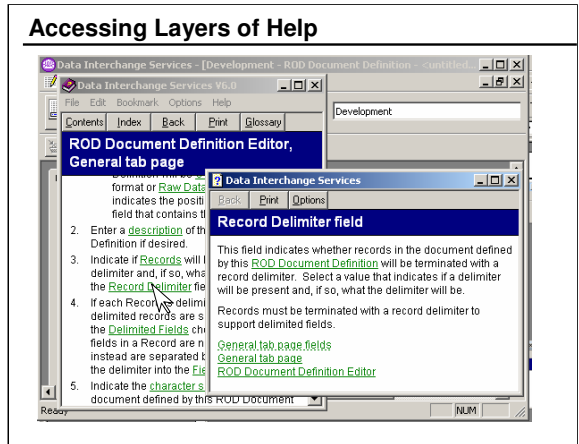 Accessing Layers of Help
Data Interchange Services - [Development - ROD Document Definition - <untitled...
Data Interchange Services V6.0
File Edit Bookmark Options Help
Contents Index Back Print Glossary
Development
ROD Document Definition Editor,
General tab page
format or Raw Data
indicates the positi
field that contains th
2. Enter a description of th
Definition if desired.
3. Indicate if Records will
delimiter and, if so, wha
the Record Delimiter fie
4. If each Record delimi
delimited records are s
the Delimited Fields che
fields in a Record are n
instead are separated b
the delimiter into the Fie
5. Indicate the character s
document defined by this ROD Document
Data Interchange Services
Back Print Options
Record Delimiter field
This field indicates whether records in the document defined
by this ROD Document Definition will be terminated with a
record delimiter. Select a value that indicates if a delimiter
will be present and, if so, what the delimiter will be.
Records must be terminated with a record delimiter to
support delimited fields.
General tab page fields
General tab page
ROD Document Definition Editor
Ready
NUM